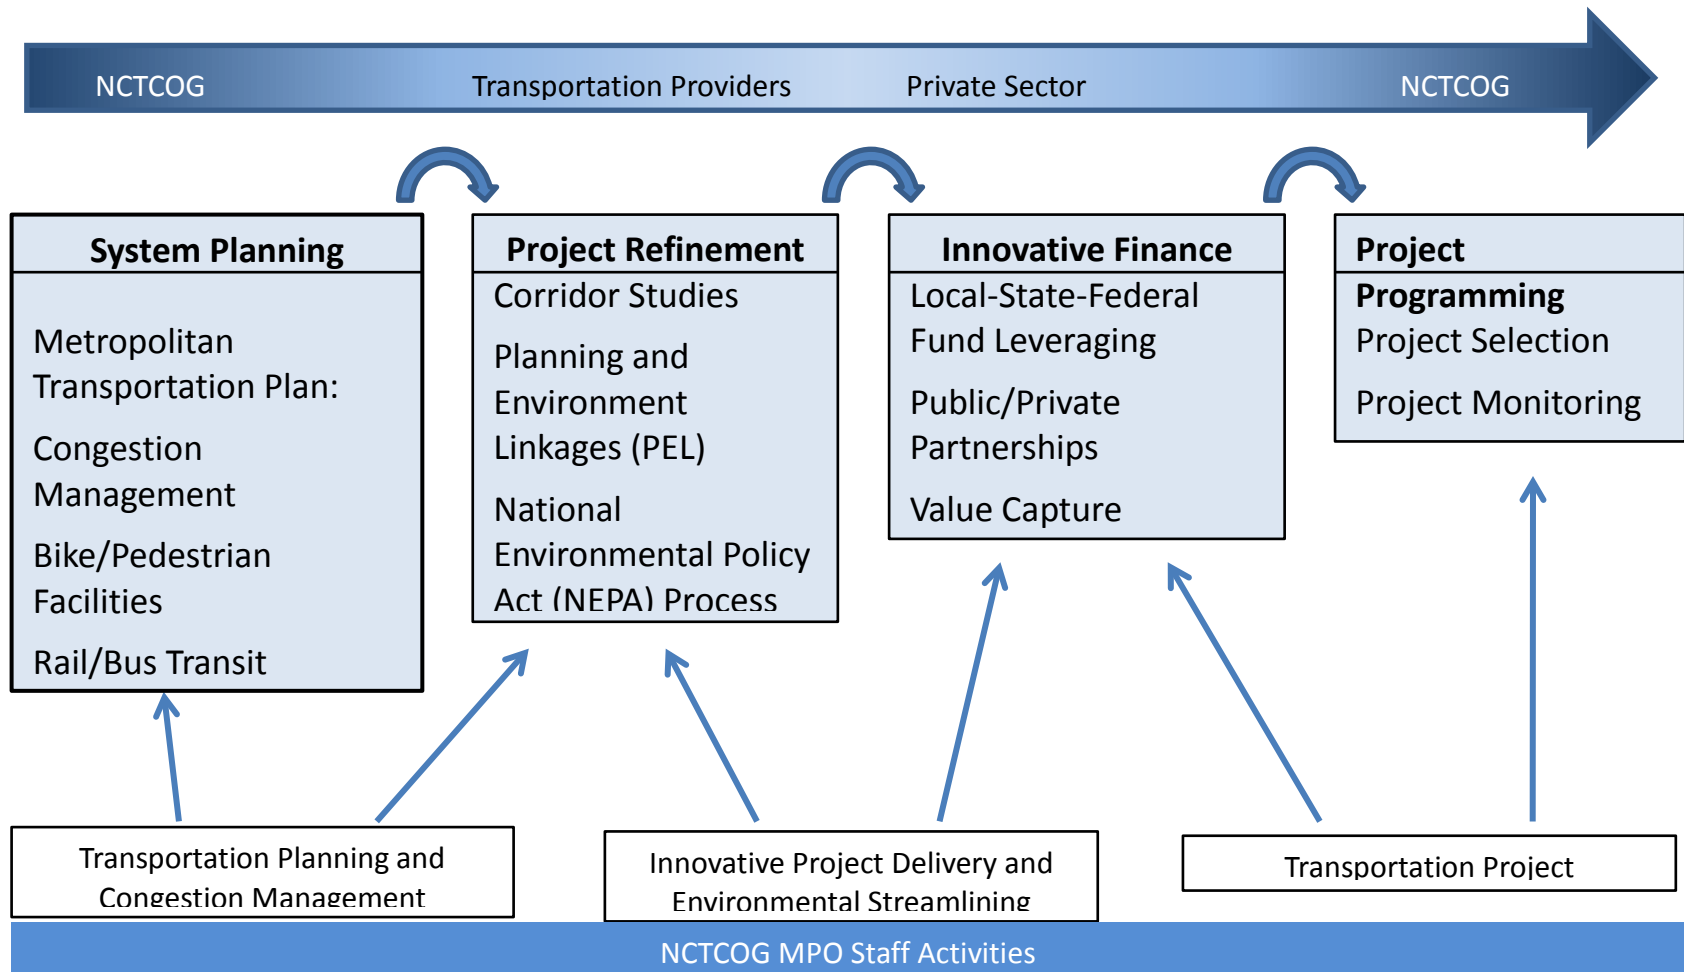 NCTCOG Transportation Providers Private Sector NCTCOG
System Planning
Metropolitan
Transportation Plan:
Congestion
Management
Bike/Pedestrian
Facilities
Rail/Bus Transit
Project Refinement
Corridor Studies
Planning and
Environment
Linkages (PEL)
National
Environmental Policy
Act (NEPA) Process
Innovative Finance
Local-State-Federal
Fund Leveraging
Public/Private
Partnerships
Value Capture
Project
Programming
Project Selection
Project Monitoring
Transportation Planning and
Congestion Management
Innovative Project Delivery and
Environmental Streamlining
Transportation Project
NCTCOG MPO Staff Activities